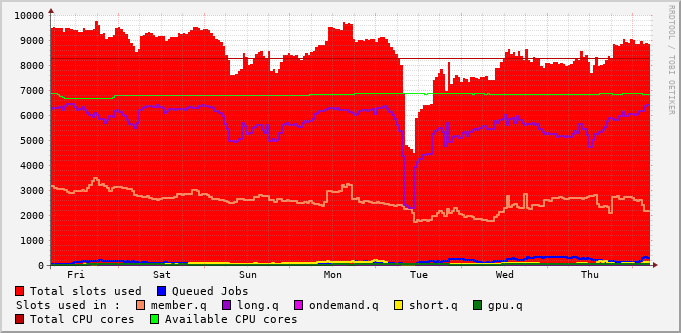 10000
9000
8000
7000
6000
5000
4000
3000
2000
1000
0
Fri Sat Sun Mon Tue Wed Thu
Total slots used Queued Jobs
Slots used in : member.q long.q ondemand.q short.q gpu.q
Total CPU cores Available CPU cores
RRDTOOL / TOBI OETIKER